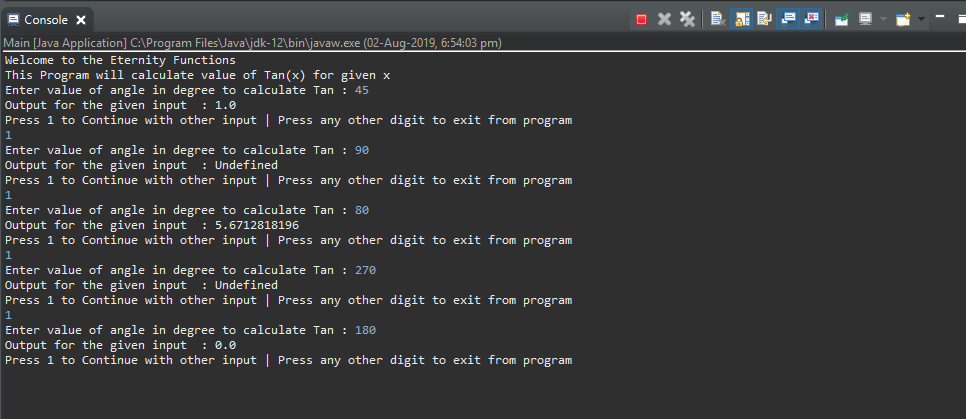 Console
Main [Java Application] C:\Program Files\Java\jdk-12\bin\javaw.exe (02-Aug-2019, 6:54:03 pm)
Welcome to the Eternity Functions
This Program will calculate value of Tan(x) for given x
Enter value of angle in degree to calculate Tan : 45
Output for the given input  : 1.0
Press 1 to Continue with other input | Press any other digit to exit from program
1
Enter value of angle in degree to calculate Tan : 90
Output for the given input  : Undefined
Press 1 to Continue with other input | Press any other digit to exit from program
1
Enter value of angle in degree to calculate Tan : 80
Output for the given input  : 5.6712818196
Press 1 to Continue with other input | Press any other digit to exit from program
1
Enter value of angle in degree to calculate Tan : 270
Output for the given input  : Undefined
Press 1 to Continue with other input | Press any other digit to exit from program
1
Enter value of angle in degree to calculate Tan : 180
Output for the given input  : 0.0
Press 1 to Continue with other input | Press any other digit to exit from program